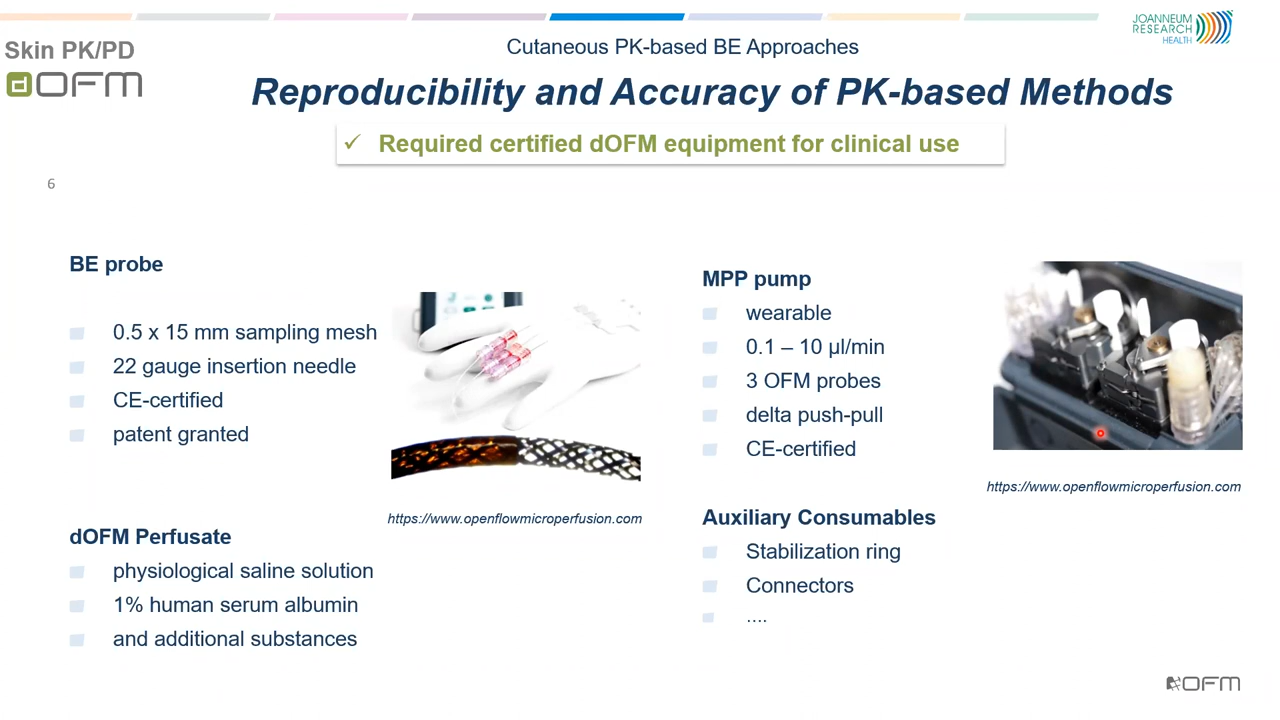 Skin PK/PD
dOFM
Cutaneous PK-based BE Approaches
JOANNEUM
RESEARCH
HEALTH
Reproducibility and Accuracy of PK-based Methods
✓ Required certified dOFM equipment for clinical use
6
BE probe
0.5 x 15 mm sampling mesh
22 gauge insertion needle
CE-certified
patent granted
https://www.openflowmicroperfusion.com
dOFM Perfusate
physiological saline solution
1% human serum albumin
and additional substances
MPP pump
wearable
0.1 – 10 µl/min
3 OFM probes
delta push-pull
CE-certified
https://www.openflowmicroperfusion.com
Auxiliary Consumables
Stabilization ring
Connectors
....
OFM